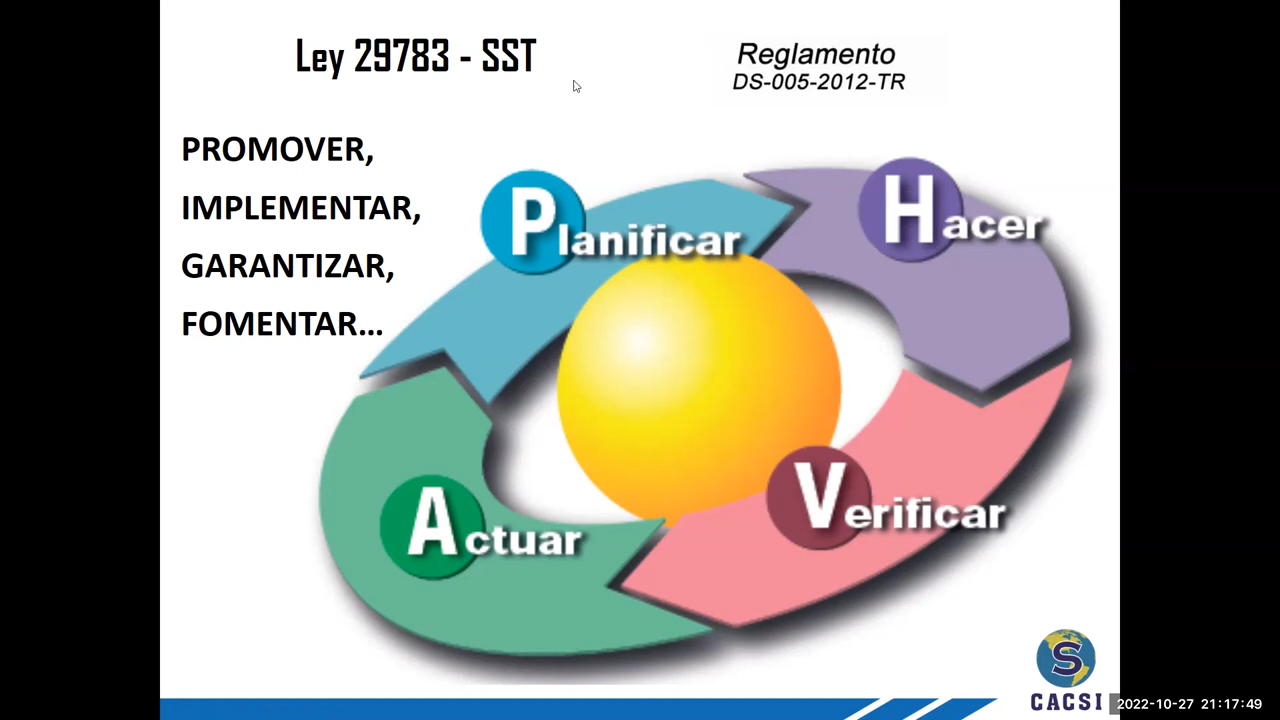 Ley 29783 - SST
Reglamento
DS-005-2012-TR
PROMOVER,
IMPLEMENTAR,
GARANTIZAR,
FOMENTAR...
Planificar
Hacer
Verificar
Actuar
S
CACSI
2022-10-27 21:17:49